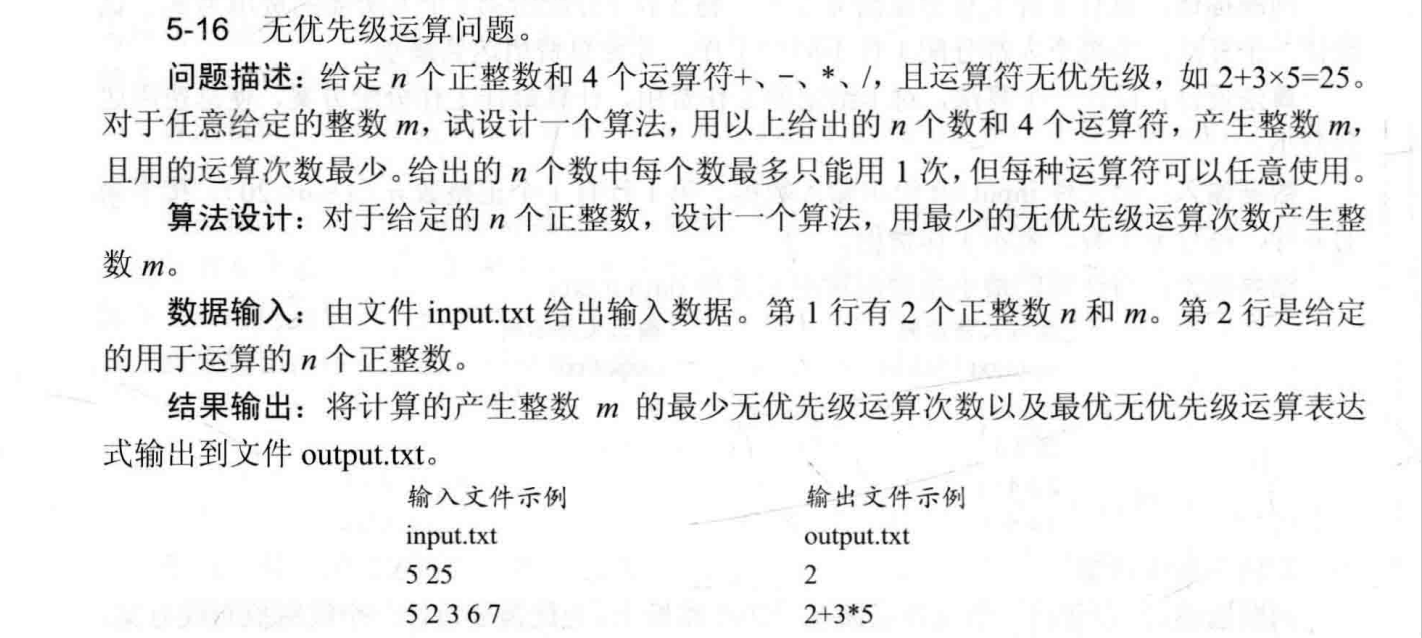 5-16 无优先级运算问题。
问题描述：给定 n 个正整数和 4 个运算符+、-、*、/，且运算符无优先级，如 2+3×5=25。
对于任意给定的整数 m，试设计一个算法，用以上给出的 n 个数和 4 个运算符，产生整数 m，
且用的运算次数最少。给出的 n 个数中每个数最多只能用 1 次，但每种运算符可以任意使用。
算法设计：对于给定的 n 个正整数，设计一个算法，用最少的无优先级运算次数产生整
数 m。
数据输入：由文件 input.txt 给出输入数据。第 1 行有 2 个正整数 n 和 m。第 2 行是给定
的用于运算的 n 个正整数。
结果输出：将计算的产生整数 m 的最少无优先级运算次数以及最优无优先级运算表达
式输出到文件 output.txt。
输入文件示例 输出文件示例
input.txt output.txt
5 25 2
5 2 3 6 7 2+3*5